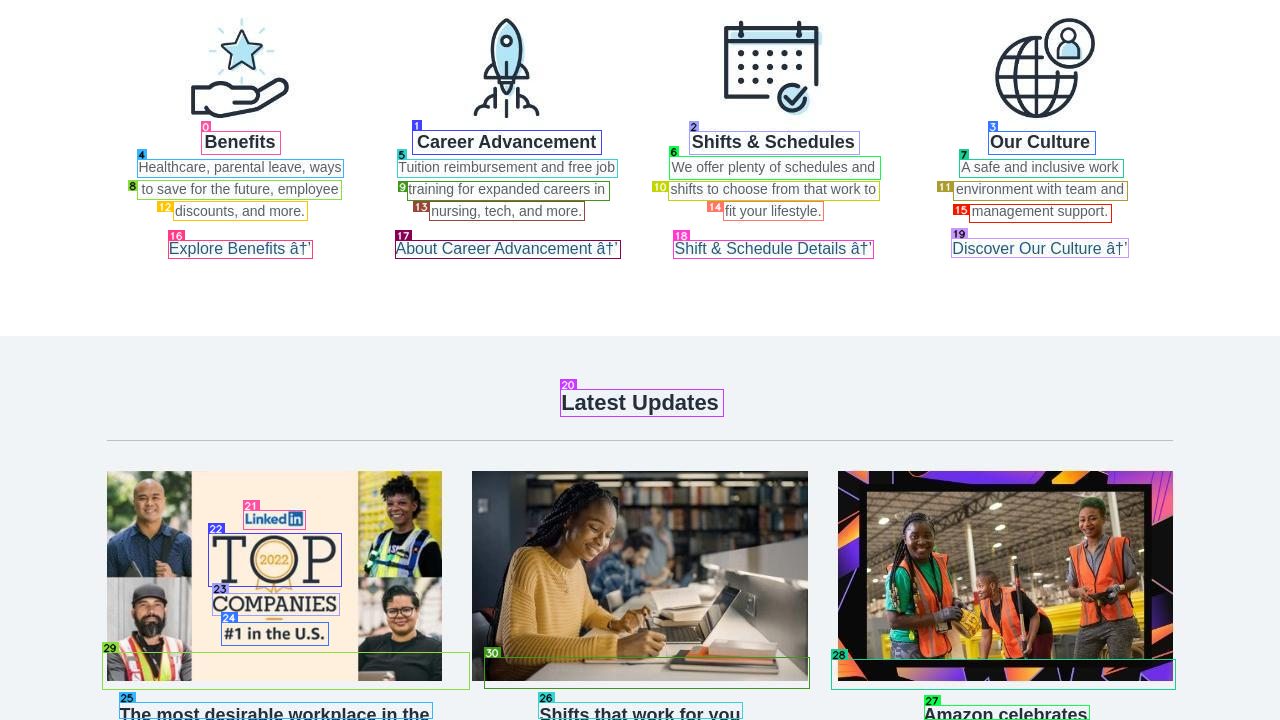 Benefits
Career Advancement
Shifts & Schedules
Our Culture
Healthcare, parental leave, ways
to save for the future, employee
discounts, and more.
Tuition reimbursement and free job
training for expanded careers in
nursing, tech, and more.
We offer plenty of schedules and
shifts to choose from that work to
fit your lifestyle.
A safe and inclusive work
environment with team and
management support.
Explore Benefits â†'
About Career Advancement â†'
Shift & Schedule Details â†'
Discover Our Culture â†'
Latest Updates
LinkedIn
TOP
2022
COMPANIES
#1 in the U.S.
The most desirable workplace in the
Shifts that work for you
Amazon celebrates
0
1
2
3
4
5
6
7
8
9
10
11
12
13
14
15
16
17
18
19
20
21
22
23
24
25
26
27
28
29
30